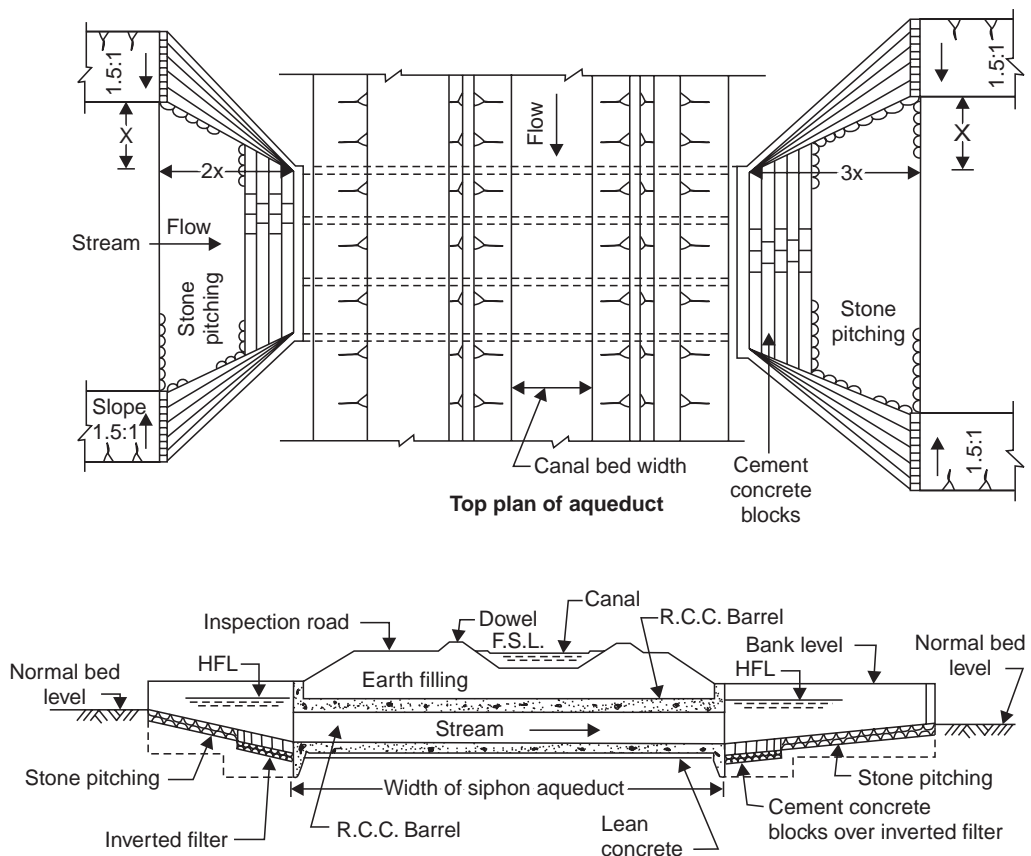 1.5:1
1.5:1
X
X
Flow
2x
3x
Stream
Flow
Stone
pitching
Stone
pitching
Slope
1.5:1
1.5:1
Canal bed width
Cement
concrete
blocks
Top plan of aqueduct
Canal
Dowel
F.S.L.
R.C.C. Barrel
Inspection road
Bank level
Normal bed
level
HFL
HFL
Normal bed
level
Earth filling
Stream
Stone pitching
Width of siphon aqueduct
Stone pitching
Inverted filter
R.C.C. Barrel
Lean
concrete
Cement concrete
blocks over inverted filter